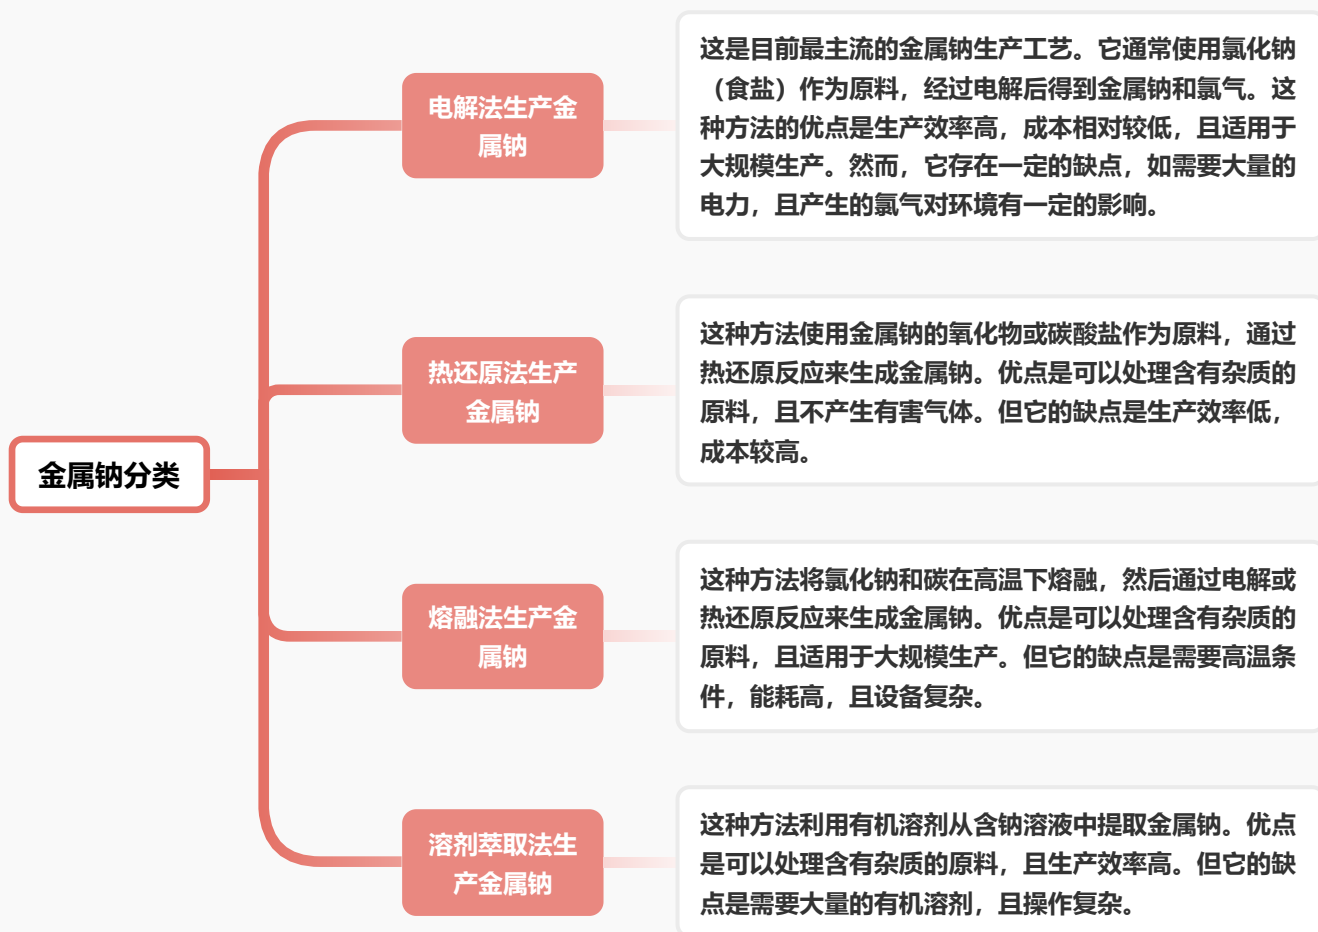 电解法生产金
属钠
这是目前最主流的金属钠生产工艺。它通常使用氯化钠
（食盐）作为原料，经过电解后得到金属钠和氯气。这
种方法的优点是生产效率高，成本相对较低，且适用于
大规模生产。然而，它存在一定的缺点，如需要大量的
电力，且产生的氯气对环境有一定的影响。
热还原法生产
金属钠
这种方法使用金属钠的氧化物或碳酸盐作为原料，通过
热还原反应来生成金属钠。优点是可以处理含有杂质的
原料，且不产生有害气体。但它的缺点是生产效率低，
成本较高。
金属钠分类
熔融法生产金
属钠
这种方法将氯化钠和碳在高温下熔融，然后通过电解或
热还原反应来生成金属钠。优点是可以处理含有杂质的
原料，且适用于大规模生产。但它的缺点是需要高温条
件，能耗高，且设备复杂。
溶剂萃取法生
产金属钠
这种方法利用有机溶剂从含钠溶液中提取金属钠。优点
是可以处理含有杂质的原料，且生产效率高。但它的缺
点是需要大量的有机溶剂，且操作复杂。